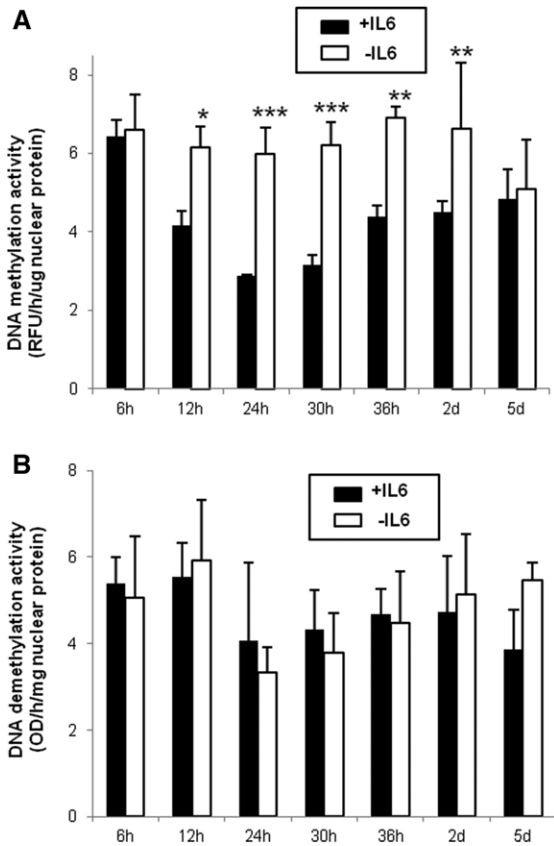 A
+IL6
-IL6
DNA methylation activity
(RFU/h/ug nuclear protein)
8
6
4
2
0
* *** *** ** **
6h 12h 24h 30h 36h 2d 5d
B
+IL6
-IL6
DNA demethylation activity
(OD/h/mg nuclear protein)
8
6
4
2
0
6h 12h 24h 30h 36h 2d 5d